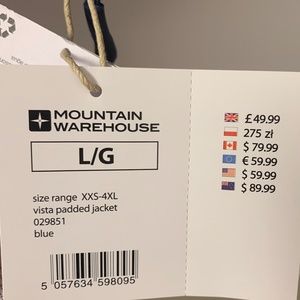 MOUNTAIN
WAREHOUSE
L/G
size range XXS-4XL
vista padded jacket
029851
blue
5 057634 598095
£49.99
275 zł
$79.99
€59.99
$59.99
$89.99